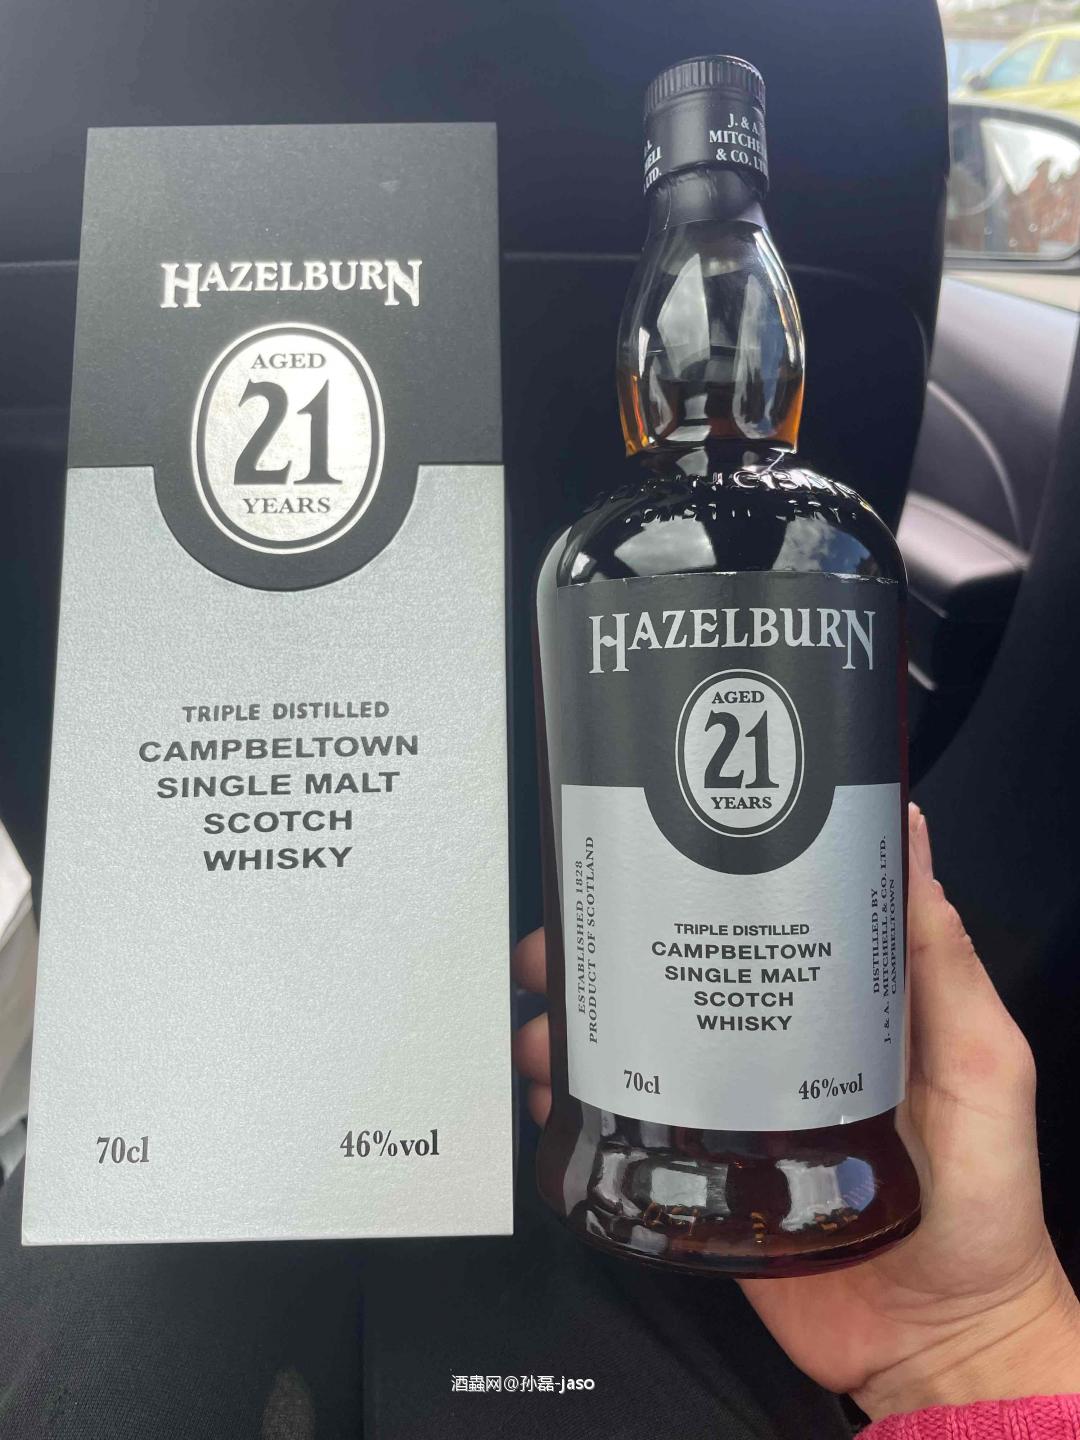 HAZELBURN
AGED
21
YEARS
TRIPLE DISTILLED
CAMPBELTOWN
SINGLE MALT
SCOTCH
WHISKY
70cl
46%vol
J. & A.
MITCHELL
& CO. LTD.
HAZELBURN
AGED
21
YEARS
ESTABLISHED 1828
PRODUCT OF SCOTLAND
TRIPLE DISTILLED
CAMPBELTOWN
SINGLE MALT
SCOTCH
WHISKY
DISTILLED BY
J. & A. MITCHELL & CO. LTD.
CAMPBELTOWN
70cl
46%vol
酒蟲网@孙磊-jaso